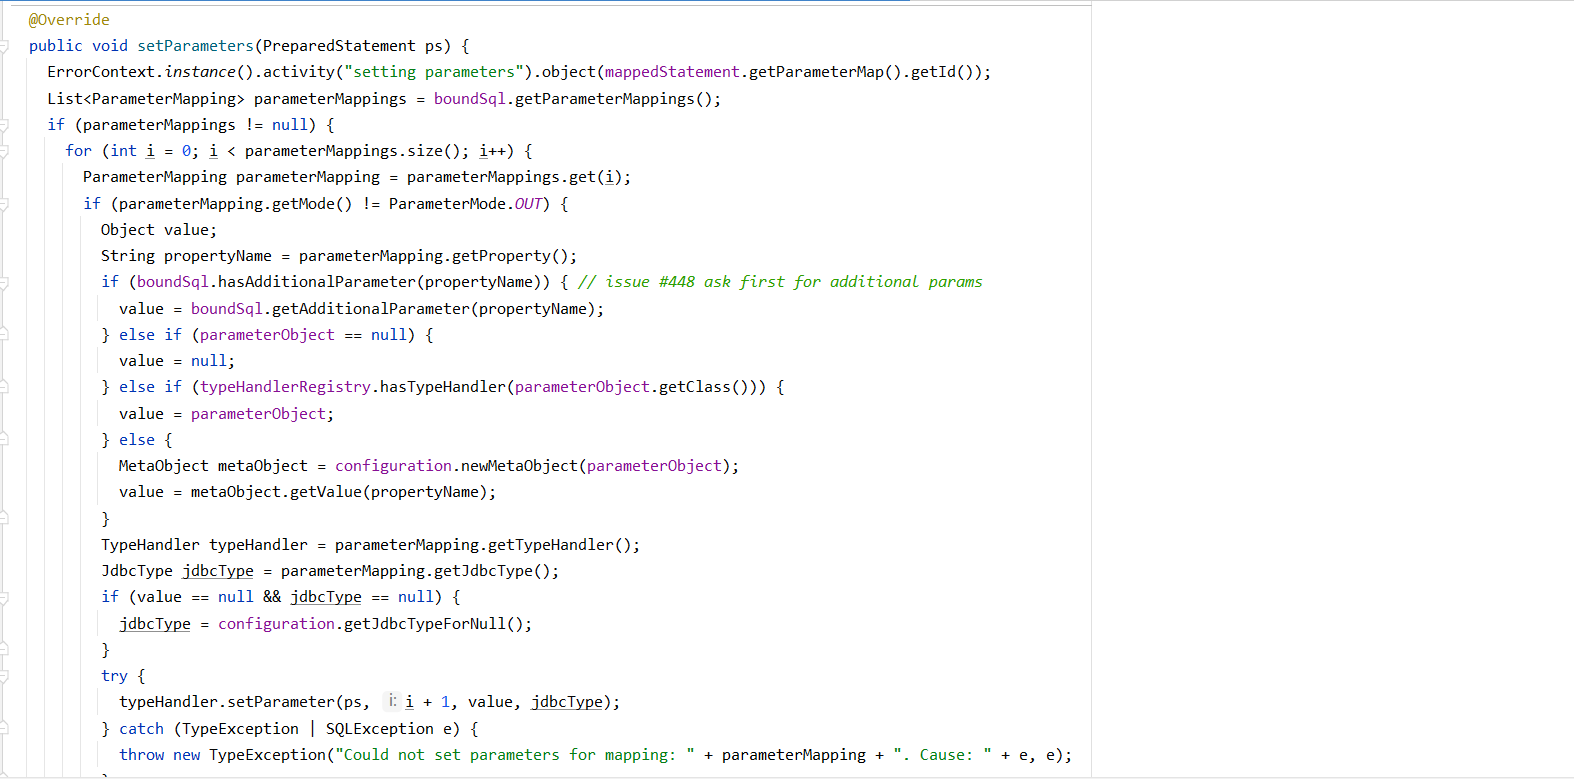 @Override
public void setParameters(PreparedStatement ps) {
ErrorContext.instance().activity("setting parameters").object(mappedStatement.getParameterMap().getId());
List<ParameterMapping> parameterMappings = boundSql.getParameterMappings();
if (parameterMappings != null) {
for (int i = 0; i < parameterMappings.size(); i++) {
ParameterMapping parameterMapping = parameterMappings.get(i);
if (parameterMapping.getMode() != ParameterMode.OUT) {
Object value;
String propertyName = parameterMapping.getProperty();
if (boundSql.hasAdditionalParameter(propertyName)) { // issue #448 ask first for additional params
value = boundSql.getAdditionalParameter(propertyName);
} else if (parameterObject == null) {
value = null;
} else if (typeHandlerRegistry.hasTypeHandler(parameterObject.getClass())) {
value = parameterObject;
} else {
MetaObject metaObject = configuration.newMetaObject(parameterObject);
value = metaObject.getValue(propertyName);
}
TypeHandler typeHandler = parameterMapping.getTypeHandler();
JdbcType jdbcType = parameterMapping.getJdbcType();
if (value == null && jdbcType == null) {
jdbcType = configuration.getJdbcTypeForNull();
}
try {
typeHandler.setParameter(ps, i: i + 1, value, jdbcType);
} catch (TypeException | SQLException e) {
throw new TypeException("Could not set parameters for mapping: " + parameterMapping + ". Cause: " + e, e);